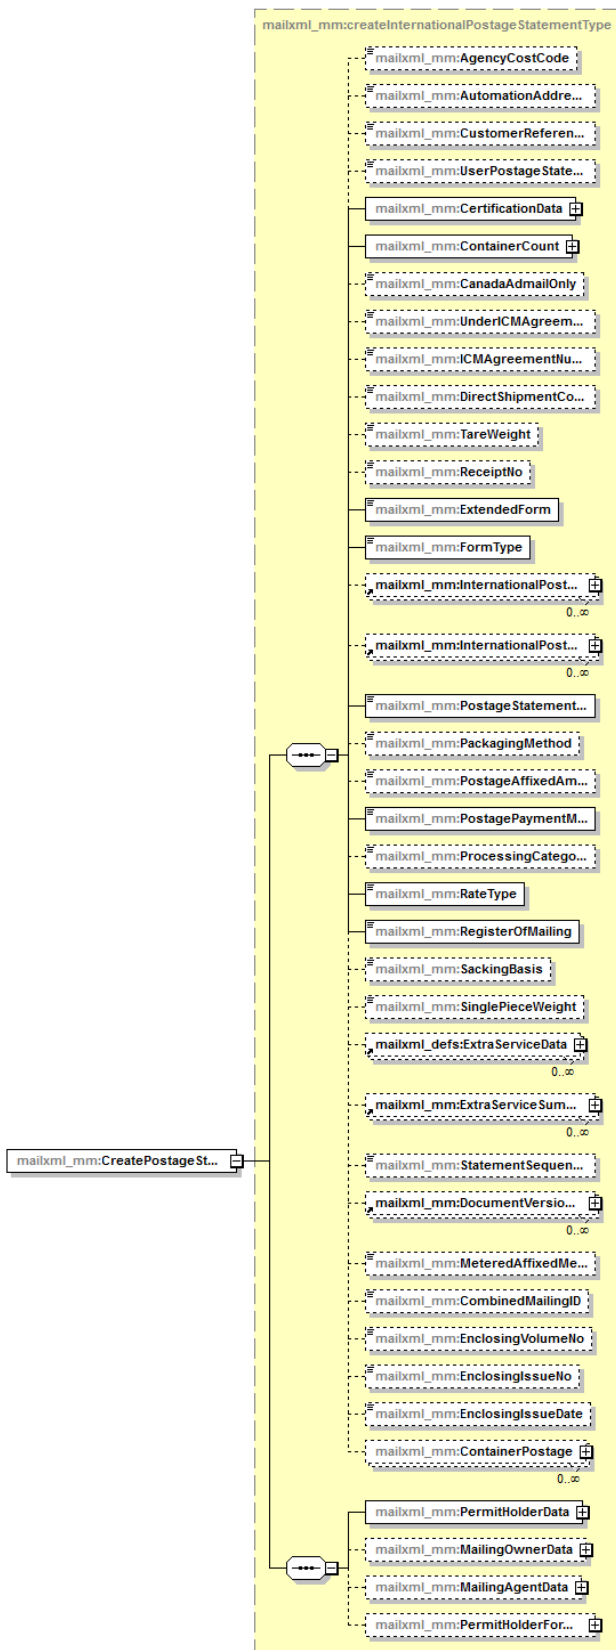 mailxml_mm:createInternationalPostageStatementType
mailxml_mm:AgencyCostCode
mailxml_mm:AutomationAddre...
mailxml_mm:CustomerReferen...
mailxml_mm:UserPostageState...
mailxml_mm:CertificationData
mailxml_mm:ContainerCount
mailxml_mm:CanadaAdmailOnly
mailxml_mm:UnderICMAgreem...
mailxml_mm:ICMAgreementNu...
mailxml_mm:DirectShipmentCo...
mailxml_mm:TareWeight
mailxml_mm:ReceiptNo
mailxml_mm:ExtendedForm
mailxml_mm:FormType
mailxml_mm:InternationalPost...
0..∞
mailxml_mm:InternationalPost...
0..∞
mailxml_mm:PostageStatement...
mailxml_mm:PackagingMethod
mailxml_mm:PostageAffixedAm...
mailxml_mm:PostagePaymentM...
mailxml_mm:ProcessingCatego...
mailxml_mm:RateType
mailxml_mm:RegisterOfMailing
mailxml_mm:SackingBasis
mailxml_mm:SinglePieceWeight
mailxml_defs:ExtraServiceData
0..∞
mailxml_mm:ExtraServiceSum...
0..∞
mailxml_mm:CreatePostageSt...
mailxml_mm:StatementSequen...
mailxml_mm:DocumentVersio...
0..∞
mailxml_mm:MeteredAffixedMe...
mailxml_mm:CombinedMailingID
mailxml_mm:EnclosingVolumeNo
mailxml_mm:EnclosingIssueNo
mailxml_mm:EnclosingIssueDate
mailxml_mm:ContainerPostage
0..∞
mailxml_mm:PermitHolderData
mailxml_mm:MailingOwnerData
mailxml_mm:MailingAgentData
mailxml_mm:PermitHolderFor...